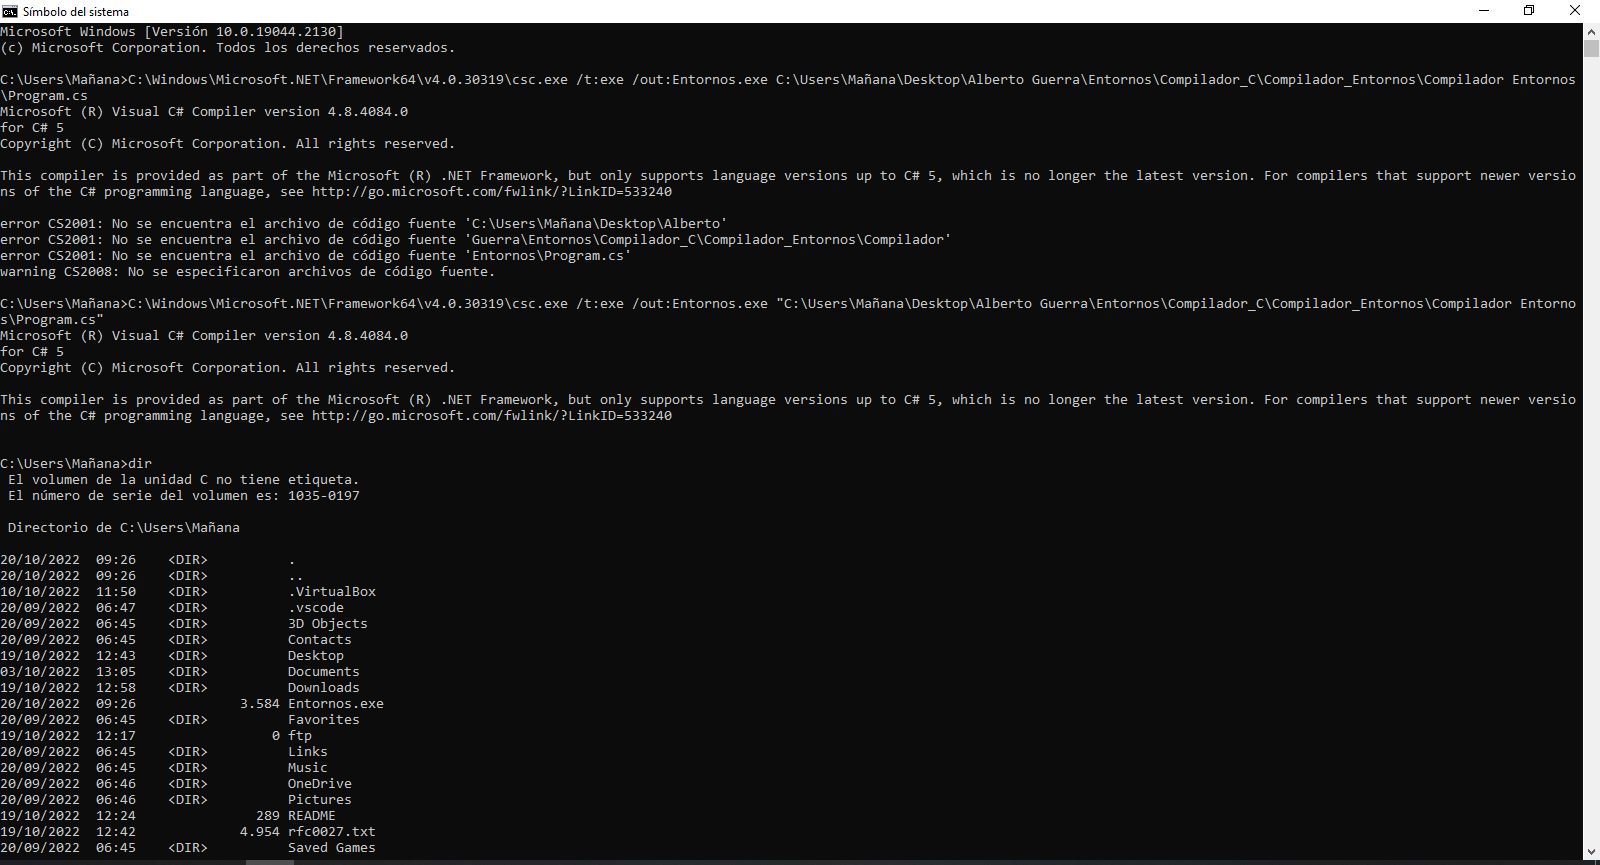 Símbolo del sistema
Microsoft Windows [Versión 10.0.19044.2130]
(c) Microsoft Corporation. Todos los derechos reservados.
C:\Users\Mañana>C:\Windows\Microsoft.NET\Framework64\v4.0.30319\csc.exe /t:exe /out:Entornos.exe C:\Users\Mañana\Desktop\Alberto Guerra\Entornos\Compilador_C\Compilador_Entornos\Compilador Entornos
\Program.cs
Microsoft (R) Visual C# Compiler version 4.8.4084.0
for C# 5
Copyright (C) Microsoft Corporation. All rights reserved.
This compiler is provided as part of the Microsoft (R) .NET Framework, but only supports language versions up to C# 5, which is no longer the latest version. For compilers that support newer versio
ns of the C# programming language, see http://go.microsoft.com/fwlink/?LinkID=533240
error CS2001: No se encuentra el archivo de código fuente 'C:\Users\Mañana\Desktop\Alberto'
error CS2001: No se encuentra el archivo de código fuente 'Guerra\Entornos\Compilador_C\Compilador_Entornos\Compilador'
error CS2001: No se encuentra el archivo de código fuente 'Entornos\Program.cs'
warning CS2008: No se especificaron archivos de código fuente.
C:\Users\Mañana>C:\Windows\Microsoft.NET\Framework64\v4.0.30319\csc.exe /t:exe /out:Entornos.exe "C:\Users\Mañana\Desktop\Alberto Guerra\Entornos\Compilador_C\Compilador_Entornos\Compilador Entorno
s\Program.cs"
Microsoft (R) Visual C# Compiler version 4.8.4084.0
for C# 5
Copyright (C) Microsoft Corporation. All rights reserved.
This compiler is provided as part of the Microsoft (R) .NET Framework, but only supports language versions up to C# 5, which is no longer the latest version. For compilers that support newer versio
ns of the C# programming language, see http://go.microsoft.com/fwlink/?LinkID=533240
C:\Users\Mañana>dir
El volumen de la unidad C no tiene etiqueta.
El número de serie del volumen es: 1035-0197
Directorio de C:\Users\Mañana
20/10/2022 09:26 <DIR> .
20/10/2022 09:26 <DIR> ..
10/10/2022 11:50 <DIR> .VirtualBox
20/09/2022 06:47 <DIR> .vscode
20/09/2022 06:45 <DIR> 3D Objects
20/09/2022 06:45 <DIR> Contacts
19/10/2022 12:43 <DIR> Desktop
03/10/2022 13:05 <DIR> Documents
19/10/2022 12:58 <DIR> Downloads
20/10/2022 09:26 3.584 Entornos.exe
20/09/2022 06:45 <DIR> Favorites
19/10/2022 12:17 0 ftp
20/09/2022 06:45 <DIR> Links
20/09/2022 06:45 <DIR> Music
20/09/2022 06:46 <DIR> OneDrive
20/09/2022 06:46 <DIR> Pictures
19/10/2022 12:24 289 README
19/10/2022 12:42 4.954 rfc0027.txt
20/09/2022 06:45 <DIR> Saved Games